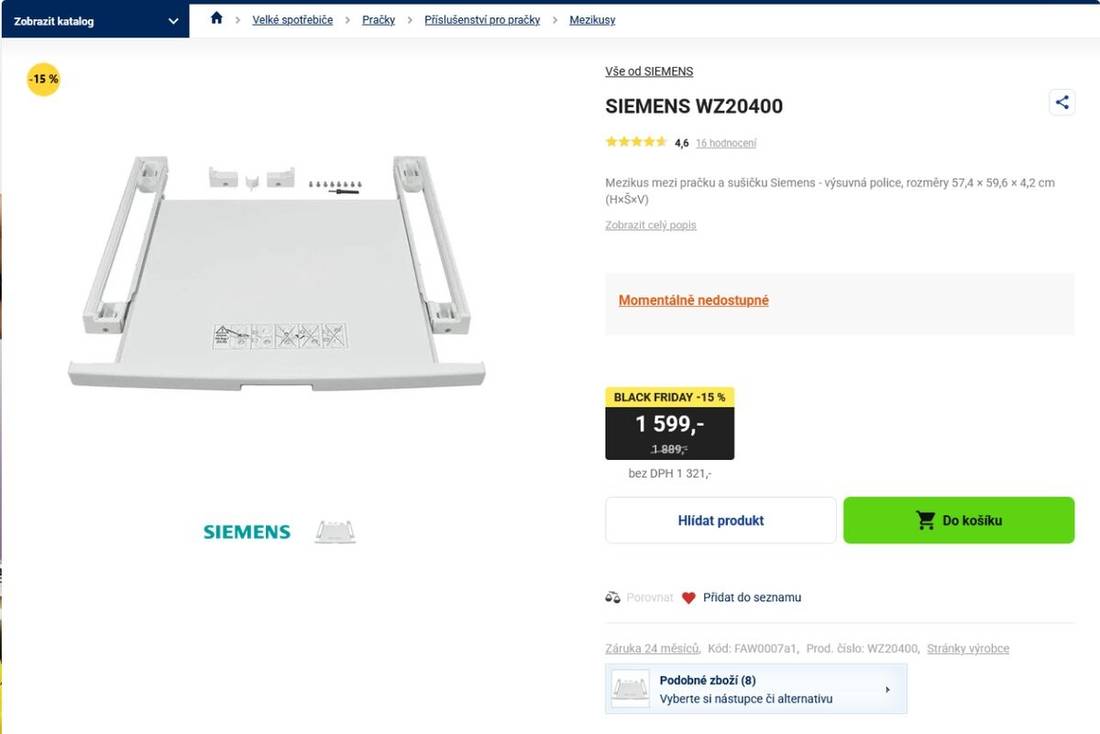 Zobrazit katalog
Velké spotřebiče
Pračky
Příslušenství pro pračky
Mezikusy
-15 %
Vše od SIEMENS
SIEMENS WZ20400
4,6 16 hodnocení
Mezikus mezi pračku a sušičku Siemens - výsuvná police, rozměry 57,4 × 59,6 × 4,2 cm
(H×Š×V)
Zobrazit celý popis
Momentálně nedostupné
BLACK FRIDAY -15 %
1 599,-
1 889,-
bez DPH 1 321,-
Hlídat produkt
Do košíku
SIEMENS
Porovnat
Přidat do seznamu
Záruka 24 měsíců, Kód: FAW0007a1, Prod. číslo: WZ20400, Stránky výrobce
Podobné zboží (8)
Vyberte si nástupce či alternativu